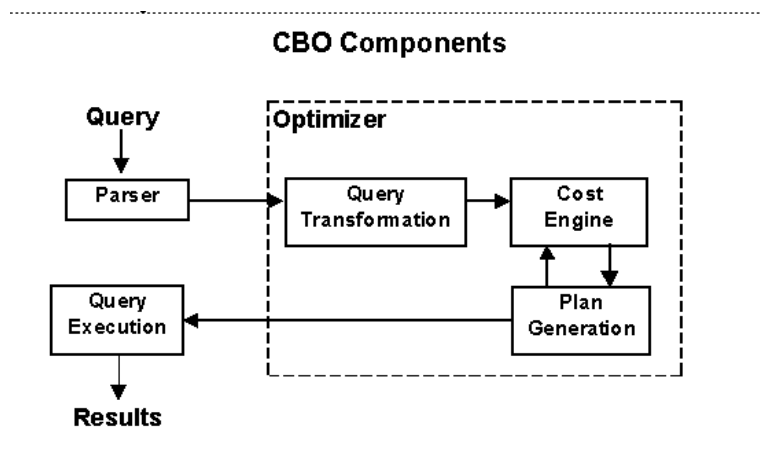 CBO Components
Query
Optimizer
Parser
Query
Transformation
Cost
Engine
Query
Execution
Plan
Generation
Results